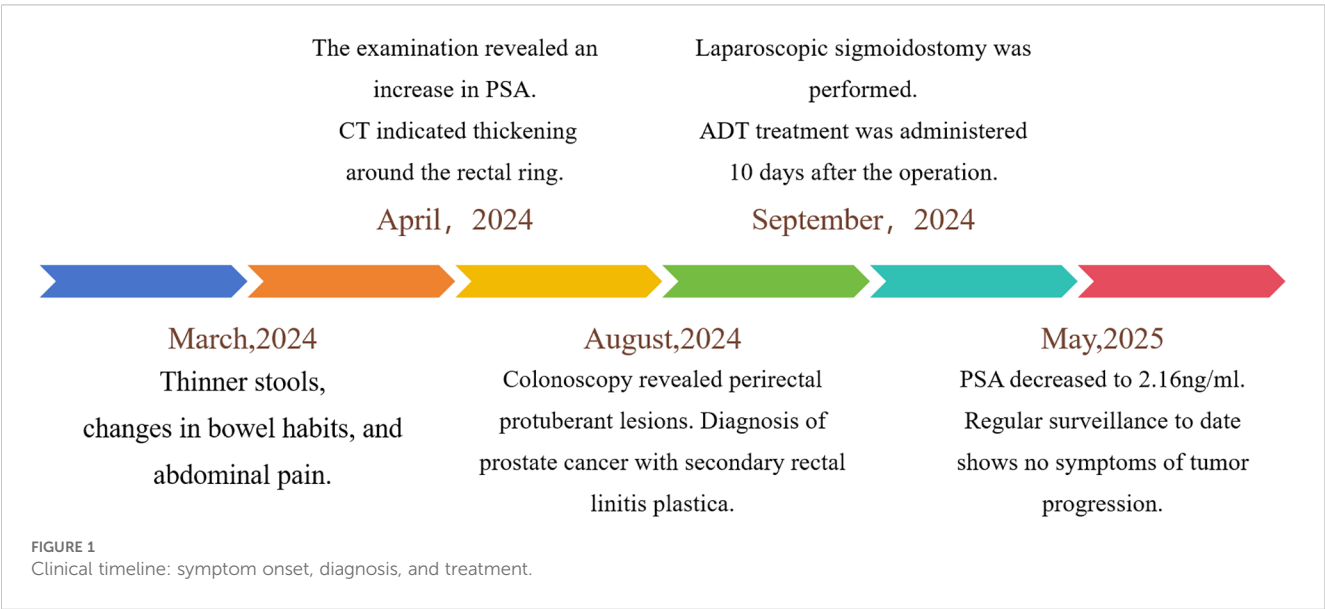 The examination revealed an
increase in PSA.
CT indicated thickening
around the rectal ring.
April，2024
Laparoscopic sigmoidostomy was
performed.
ADT treatment was administered
10 days after the operation.
September，2024
March,2024
Thinner stools,
changes in bowel habits, and
abdominal pain.
August,2024
Colonoscopy revealed perirectal
protuberant lesions. Diagnosis of
prostate cancer with secondary rectal
linitis plastica.
May,2025
PSA decreased to 2.16ng/ml.
Regular surveillance to date
shows no symptoms of tumor
progression.
FIGURE 1
Clinical timeline: symptom onset, diagnosis, and treatment.